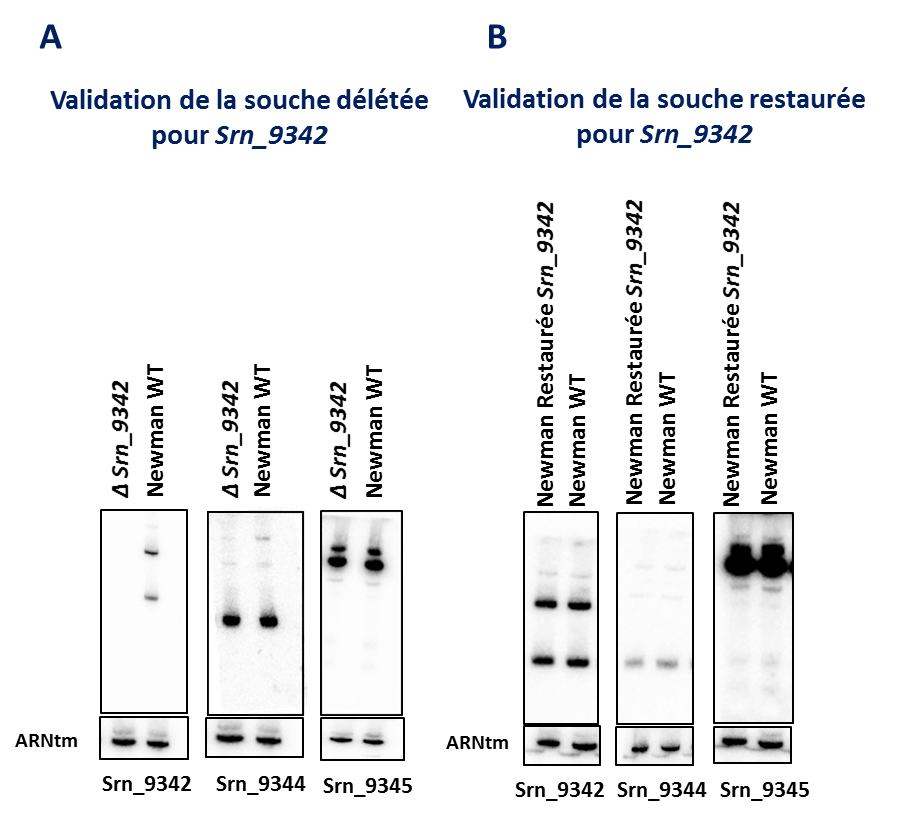 A
Validation de la souche délétée
pour Srn_9342
Δ Srn_9342
Newman WT
Δ Srn_9342
Newman WT
Δ Srn_9342
Newman WT
ARNtm
Srn_9342
Srn_9344
Srn_9345
B
Validation de la souche restaurée
pour Srn_9342
Newman Restaurée Srn_9342
Newman WT
Newman Restaurée Srn_9342
Newman WT
Newman Restaurée Srn_9342
Newman WT
ARNtm
Srn_9342
Srn_9344
Srn_9345